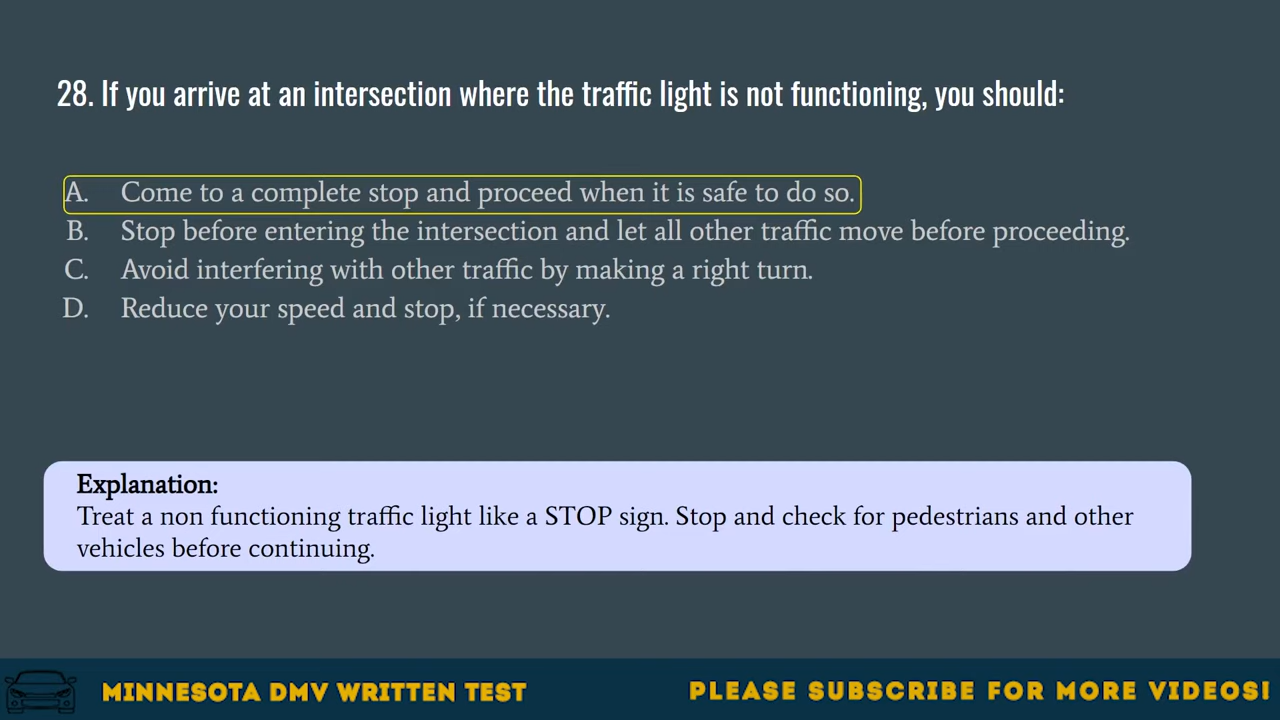 28. If you arrive at an intersection where the traffic light is not functioning, you should:
A. Come to a complete stop and proceed when it is safe to do so.
B. Stop before entering the intersection and let all other traffic move before proceeding.
C. Avoid interfering with other traffic by making a right turn.
D. Reduce your speed and stop, if necessary.
Explanation:
Treat a non functioning traffic light like a STOP sign. Stop and check for pedestrians and other
vehicles before continuing.
MINNESOTA DMV WRITTEN TEST
PLEASE SUBSCRIBE FOR MORE VIDEOS!